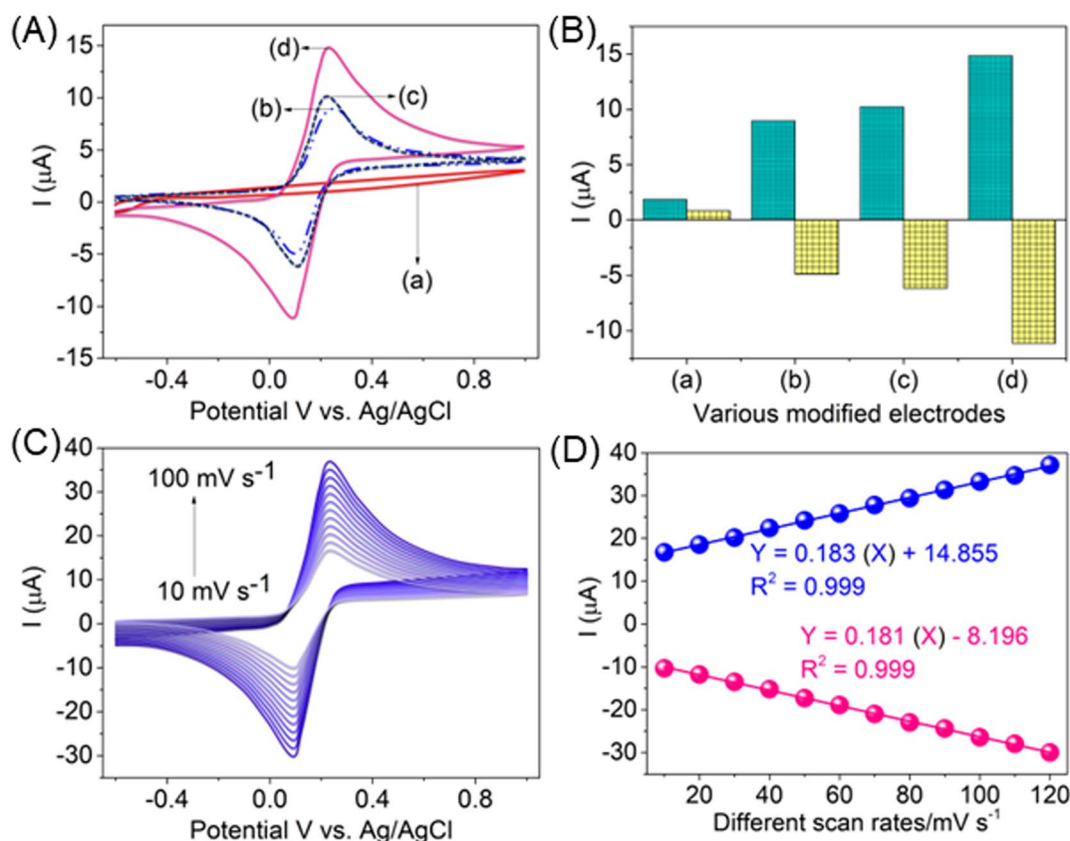 (A)
15
10
5
0
-5
-10
-15
I (μA)
(d)
(c)
(b)
(a)
-0.4 0.0 0.4 0.8
Potential V vs. Ag/AgCl
(B)
15
10
5
0
-5
-10
I (μA)
(a) (b) (c) (d)
Various modified electrodes
(C)
40
30
20
10
0
-10
-20
-30
I (μA)
100 mV s⁻¹
10 mV s⁻¹
-0.4 0.0 0.4 0.8
Potential V vs. Ag/AgCl
(D)
40
30
20
10
0
-10
-20
-30
I (μA)
Y = 0.183 (X) + 14.855
R² = 0.999
Y = 0.181 (X) - 8.196
R² = 0.999
20 40 60 80 100 120
Different scan rates/mV s⁻¹